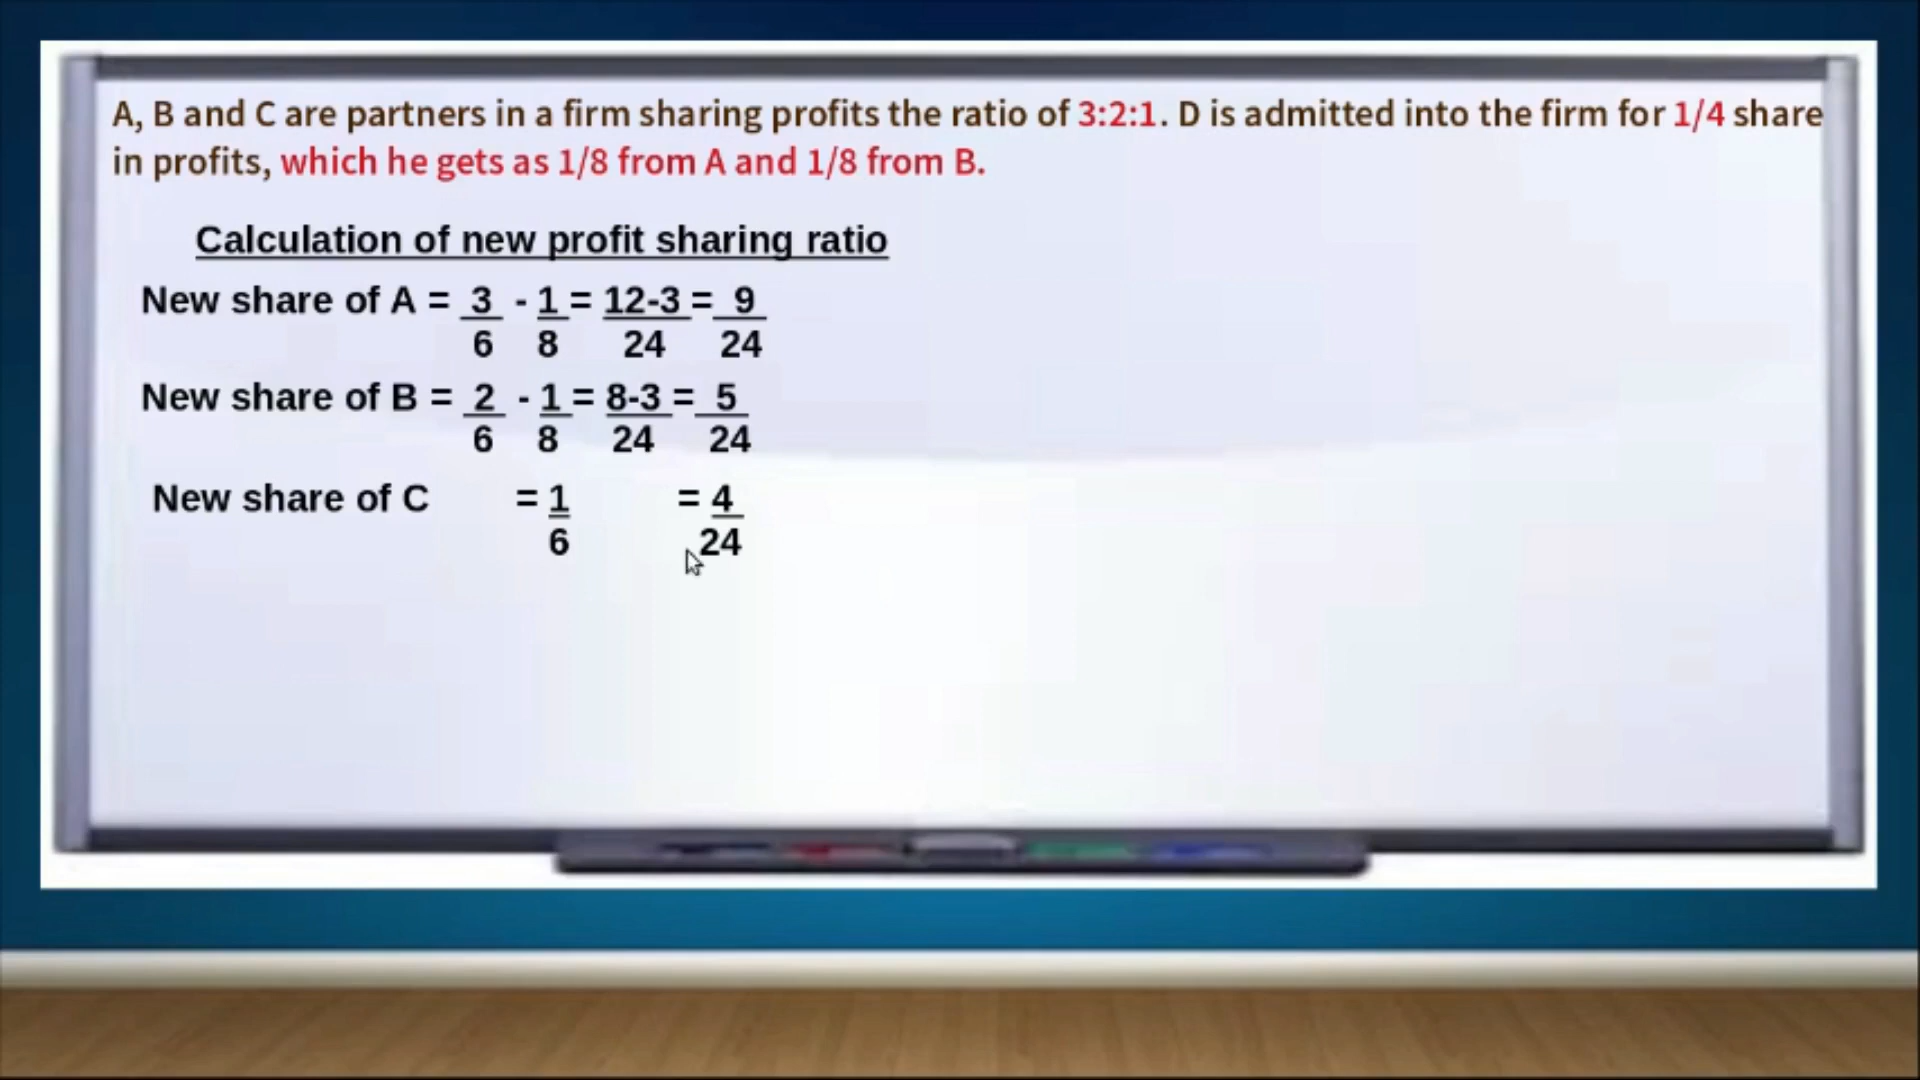 A, B and C are partners in a firm sharing profits the ratio of 3:2:1. D is admitted into the firm for 1/4 share
in profits, which he gets as 1/8 from A and 1/8 from B.
Calculation of new profit sharing ratio
New share of A = 3 - 1 = 12-3 = 9
6 8 24 24
New share of B = 2 - 1 = 8-3 = 5
6 8 24 24
New share of C = 1 = 4
6 24